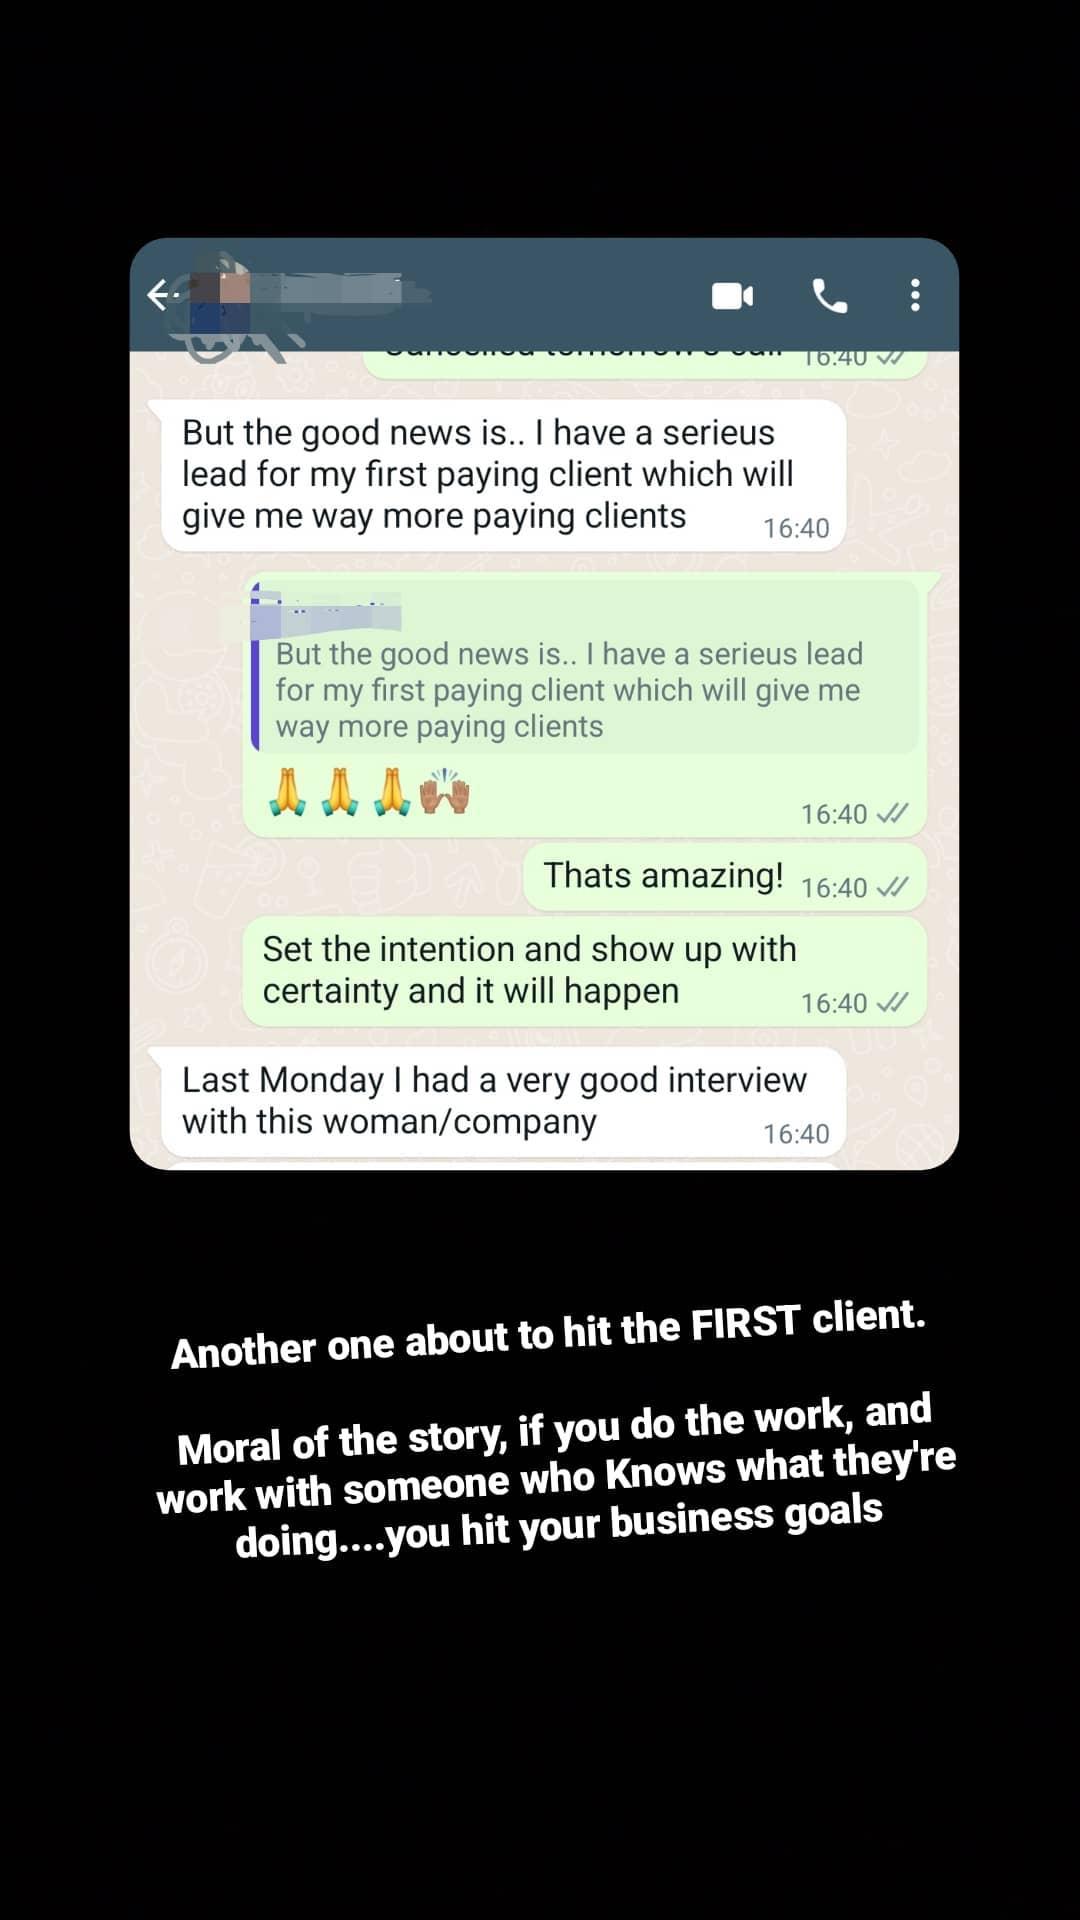 16:40
But the good news is.. I have a serieus
lead for my first paying client which will
give me way more paying clients
16:40
But the good news is.. I have a serieus lead
for my first paying client which will give me
way more paying clients
🙏🙏🙏🙌🏽
16:40
Thats amazing! 16:40
Set the intention and show up with
certainty and it will happen
16:40
Last Monday I had a very good interview
with this woman/company
16:40
Another one about to hit the FIRST client.
Moral of the story, if you do the work, and
work with someone who Knows what they're
doing....you hit your business goals